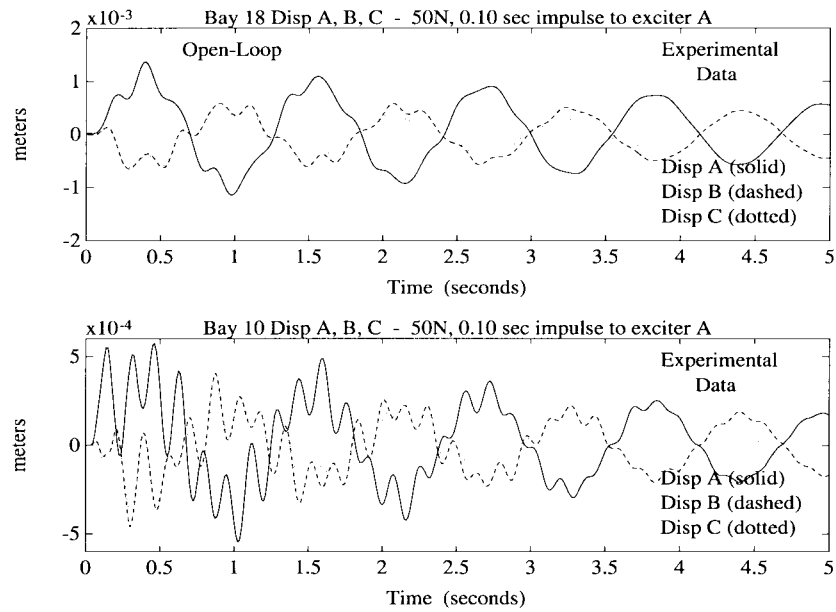 x10-3
Bay 18 Disp A, B, C - 50N, 0.10 sec impulse to exciter A
2
Open-Loop
Experimental
Data
1
meters
0
-1
Disp A (solid)
Disp B (dashed)
Disp C (dotted)
-2
0 0.5 1 1.5 2 2.5 3 3.5 4 4.5 5
Time (seconds)
x10-4
Bay 10 Disp A, B, C - 50N, 0.10 sec impulse to exciter A
Experimental
Data
5
meters
0
-5
Disp A (solid)
Disp B (dashed)
Disp C (dotted)
0 0.5 1 1.5 2 2.5 3 3.5 4 4.5 5
Time (seconds)